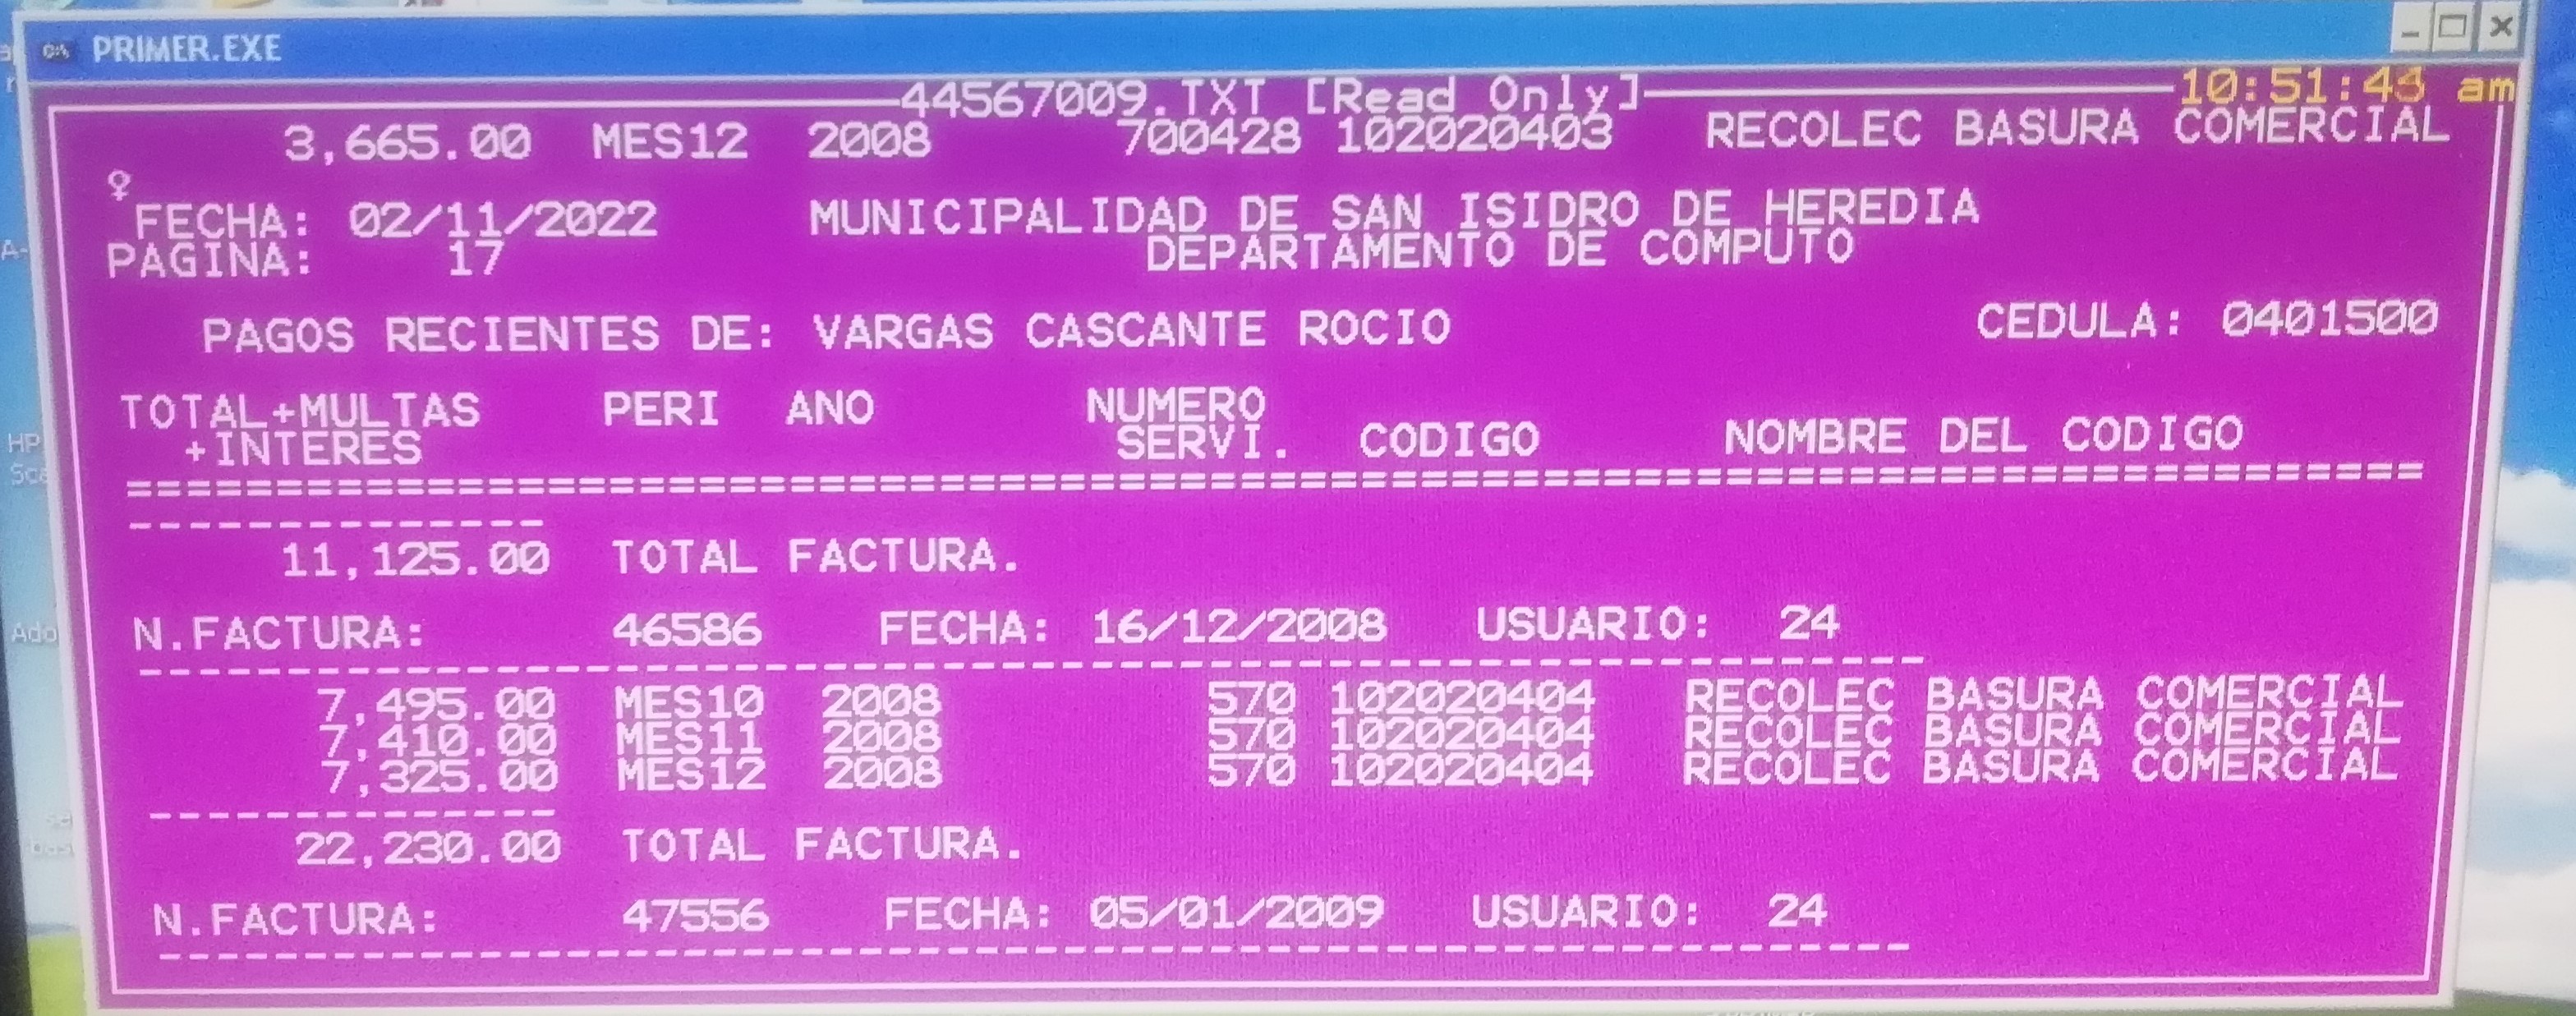 PRIMER.EXE
44567009.TXT [Read Only] 10:51:43 am
3,665.00 MES12 2008 700428 102020403 RECOLEC BASURA COMERCIAL
♀
FECHA: 02/11/2022 MUNICIPALIDAD DE SAN ISIDRO DE HEREDIA
PAGINA: 17 DEPARTAMENTO DE COMPUTO
PAGOS RECIENTES DE: VARGAS CASCANTE ROCIO CEDULA: 0401500
TOTAL+MULTAS PERI ANO NUMERO
+INTERES SERVI. CODIGO NOMBRE DEL CODIGO
============================================================================
--------------
11,125.00 TOTAL FACTURA.
N.FACTURA: 46586 FECHA: 16/12/2008 USUARIO: 24
------------------------------------------------------------
7,495.00 MES10 2008 570 102020404 RECOLEC BASURA COMERCIAL
7,410.00 MES11 2008 570 102020404 RECOLEC BASURA COMERCIAL
7,325.00 MES12 2008 570 102020404 RECOLEC BASURA COMERCIAL
--------------
22,230.00 TOTAL FACTURA.
N.FACTURA: 47556 FECHA: 05/01/2009 USUARIO: 24
------------------------------------------------------------
HP
Ado